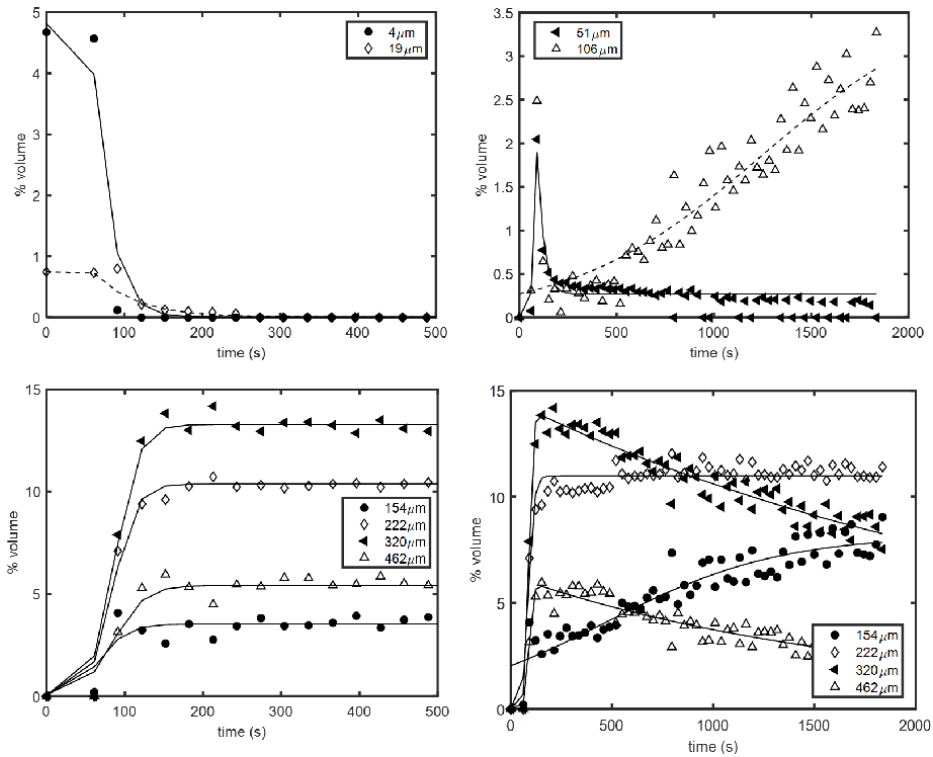 5
4
3
2
1
0
% volume
4μm
19μm
0
100
200
300
400
500
time (s)
3.5
3
2.5
2
1.5
1
0.5
0
% volume
51μm
106μm
0
500
1000
1500
2000
time (s)
15
10
5
0
% volume
154μm
222μm
320μm
462μm
0
100
200
300
400
500
time (s)
15
10
5
0
% volume
154μm
222μm
320μm
462μm
0
500
1000
1500
2000
time (s)